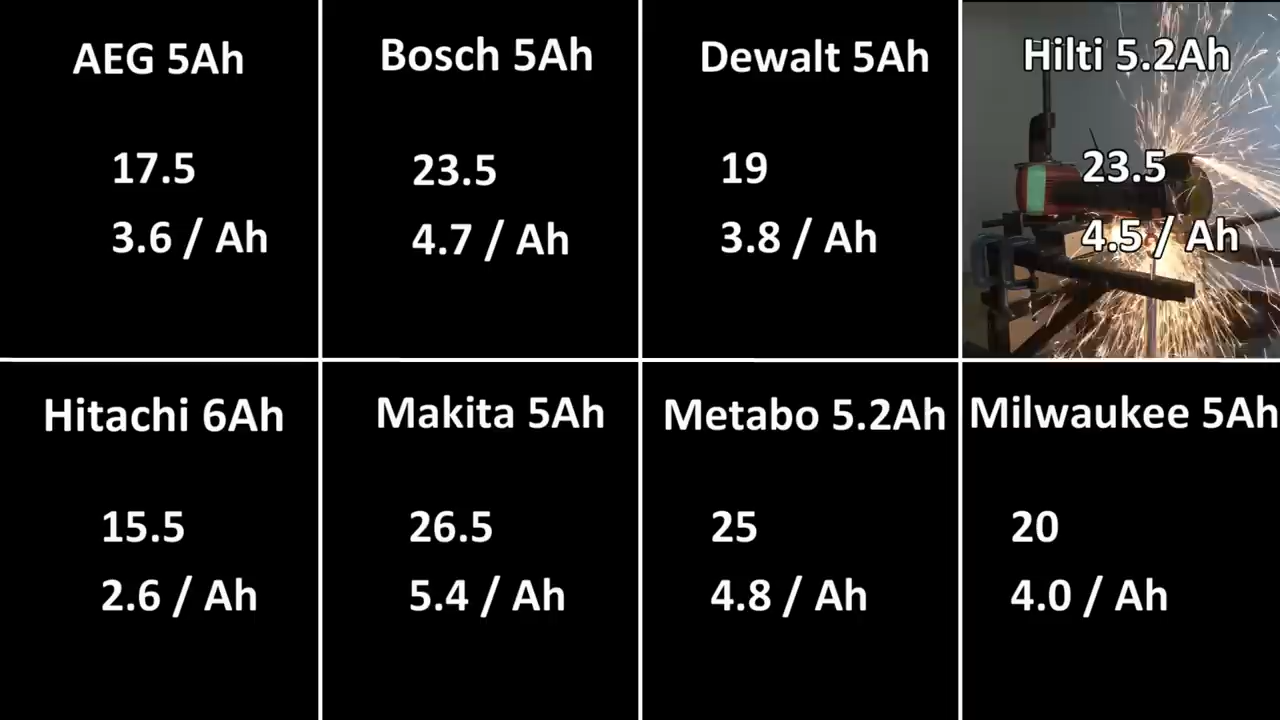 AEG 5Ah
17.5
3.6 / Ah
Bosch 5Ah
23.5
4.7 / Ah
Dewalt 5Ah
19
3.8 / Ah
Hilti 5.2Ah
23.5
4.5 / Ah
Hitachi 6Ah
15.5
2.6 / Ah
Makita 5Ah
26.5
5.4 / Ah
Metabo 5.2Ah
25
4.8 / Ah
Milwaukee 5Ah
20
4.0 / Ah